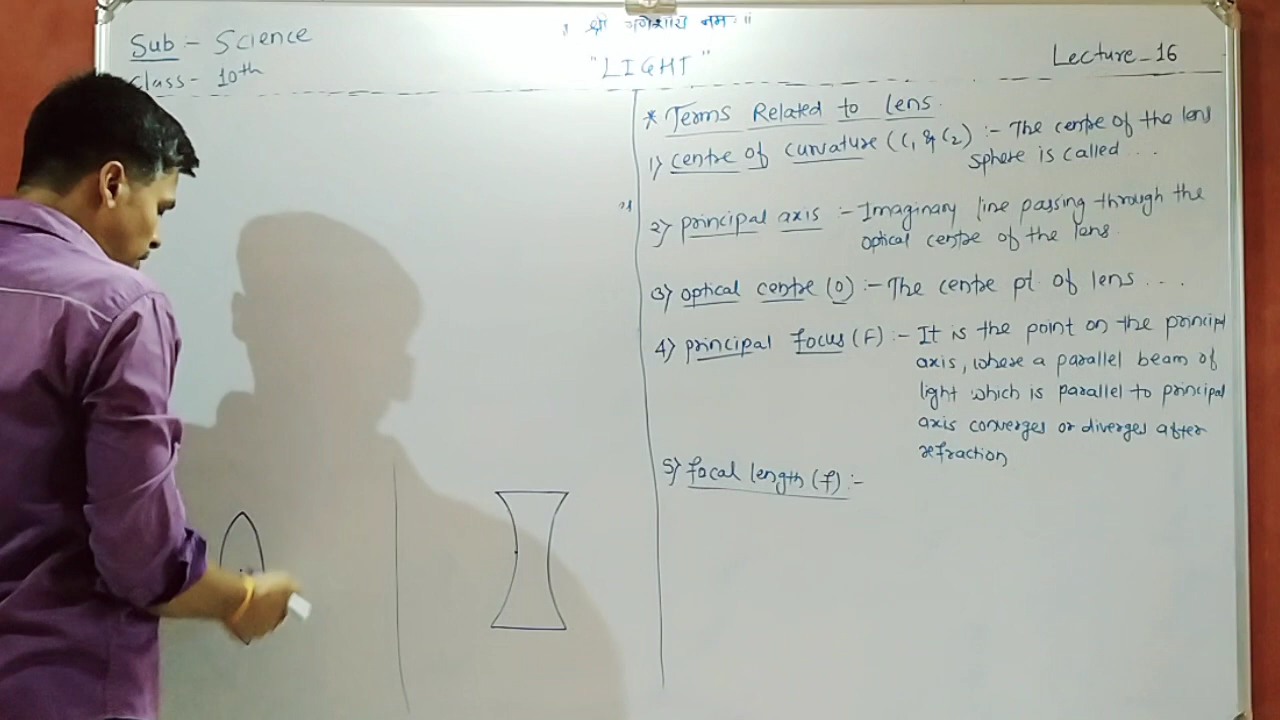 ॥ श्री गणेशाय नमः ॥
Sub :- Science
"LIGHT"
Lecture - 16
Class - 10th
* Terms Related to lens.
1) centre of curvature (C1 & C2) :- The centre of the lens
sphere is called ...
2) principal axis :- Imaginary line passing through the
optical centre of the lens.
3) optical centre (O) :- The centre pt. of lens ...
4) principal focus (F) :- It is the point on the principl
axis, where a parallel beam of
light which is parallel to principal
axis converges or diverges after
refraction
5) focal length (f) :-